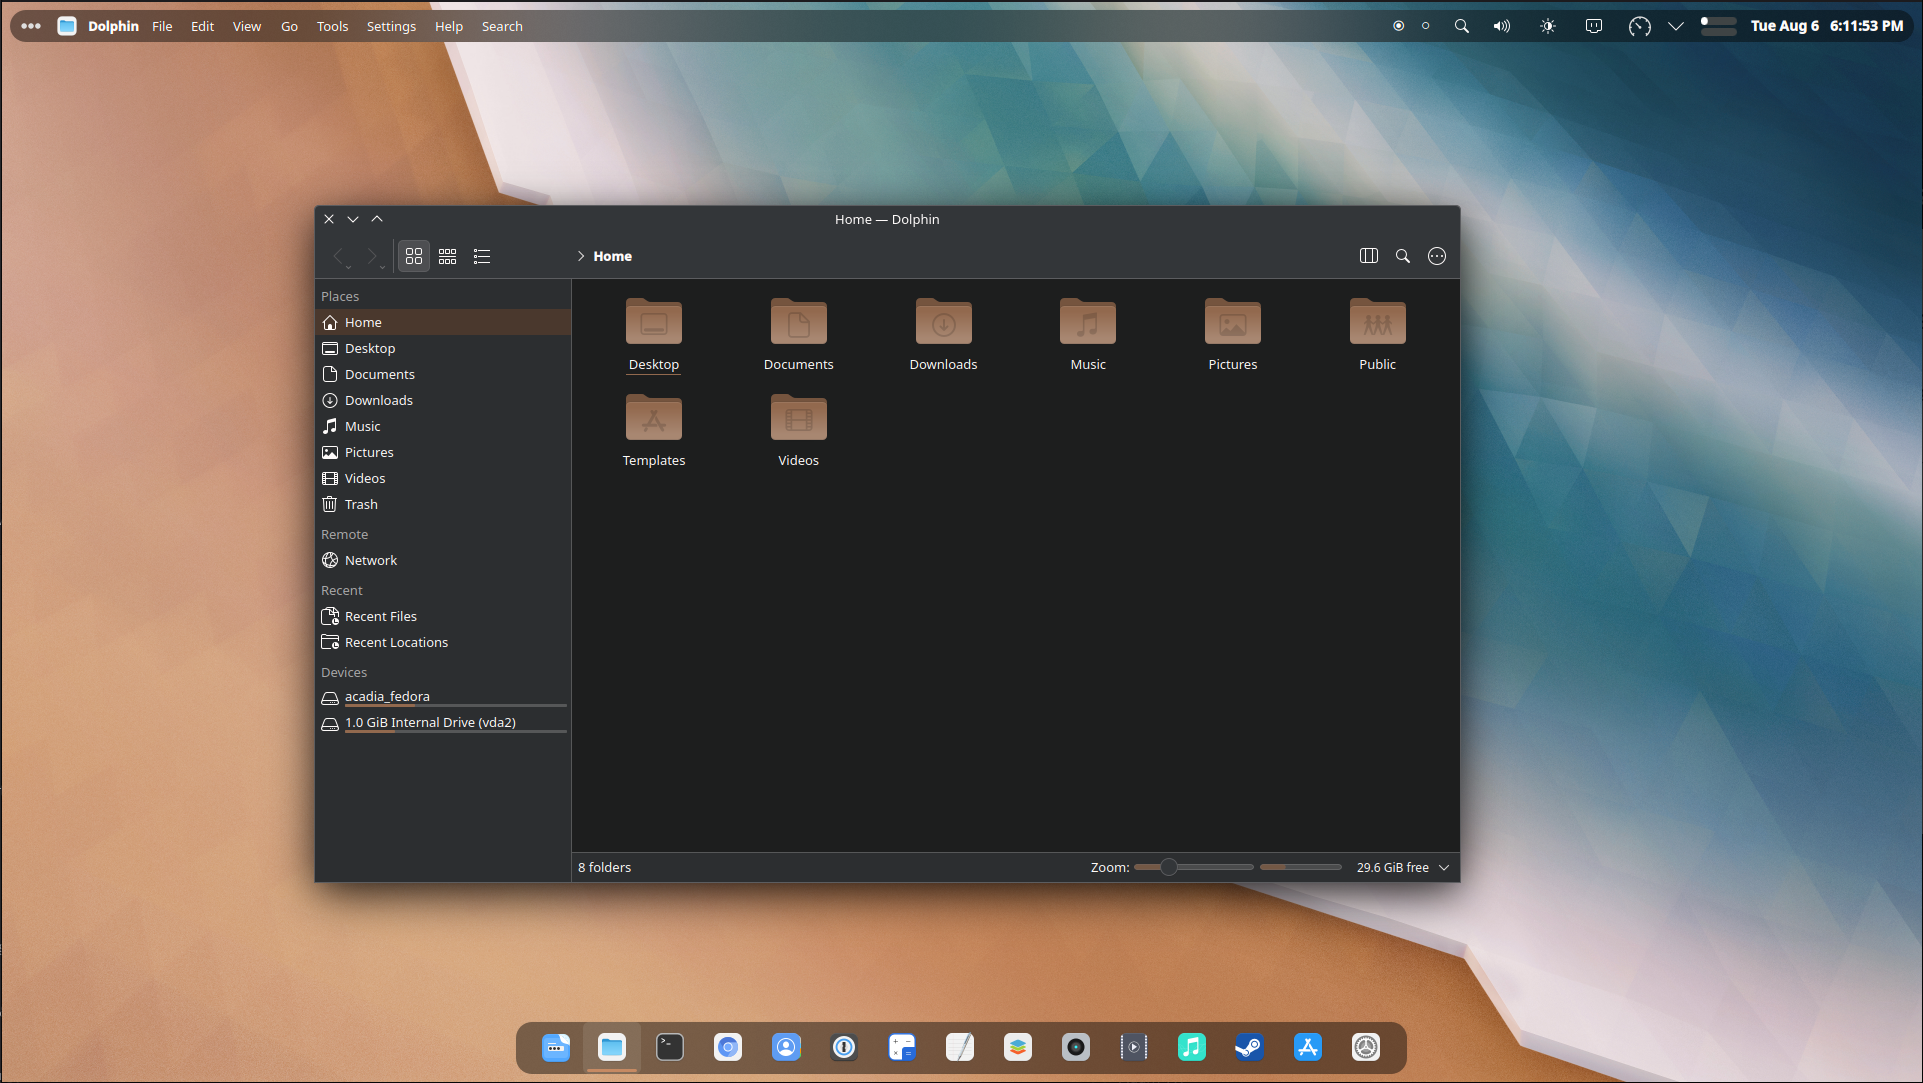 Dolphin File Edit View Go Tools Settings Help Search
Tue Aug 6 6:11:53 PM
Home — Dolphin
Home
Places
Home
Desktop
Documents
Downloads
Music
Pictures
Videos
Trash
Remote
Network
Recent
Recent Files
Recent Locations
Devices
acadia_fedora
1.0 GiB Internal Drive (vda2)
Desktop Documents Downloads Music Pictures Public
Templates Videos
8 folders
Zoom:
29.6 GiB free